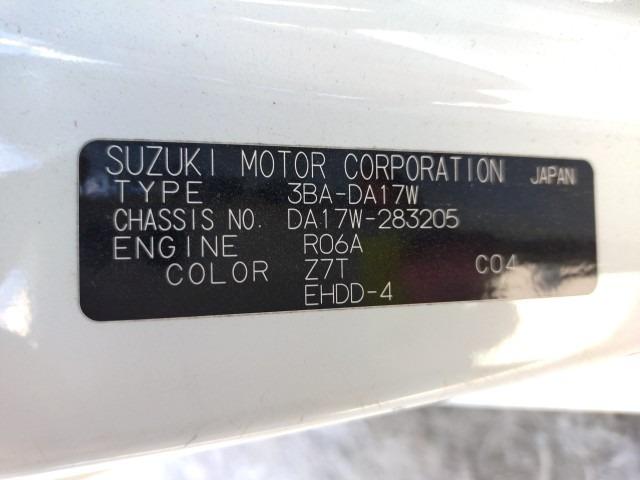 SUZUKI MOTOR CORPORATION JAPAN
TYPE 3BA-DA17W
CHASSIS NO. DA17W-283205
ENGINE R06A
COLOR Z7T C04
EHDD-4